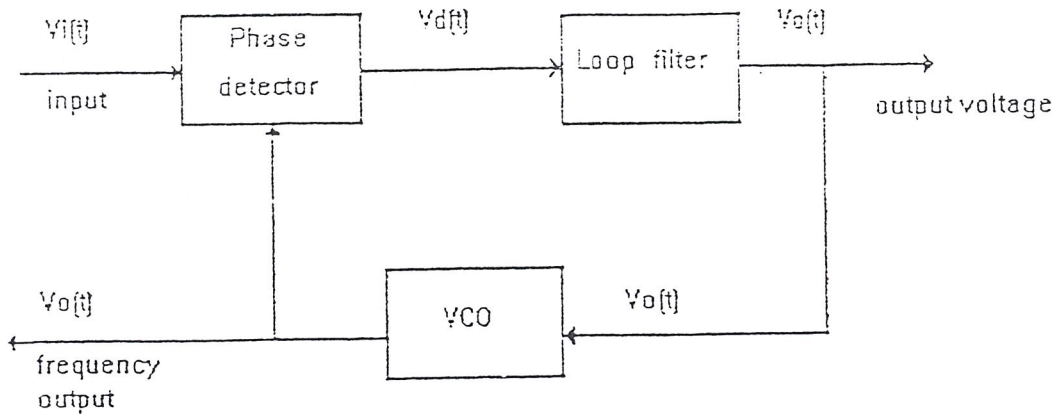 Vi(t)
Phase
detector
Vd(t)
Loop filter
Vo(t)
input
output voltage
Vo(t)
VCO
Vo(t)
frequency
output